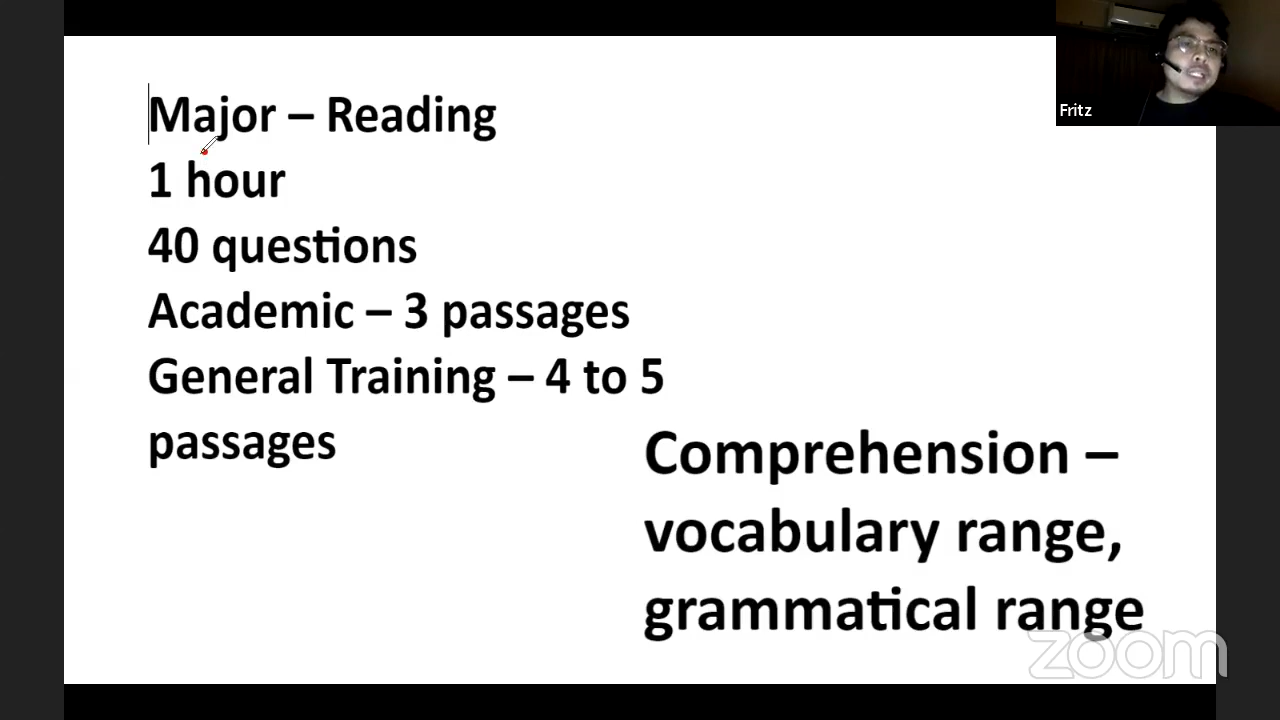 Major – Reading
1 hour
40 questions
Academic – 3 passages
General Training – 4 to 5
passages
Comprehension –
vocabulary range,
grammatical range
Fritz
zoom